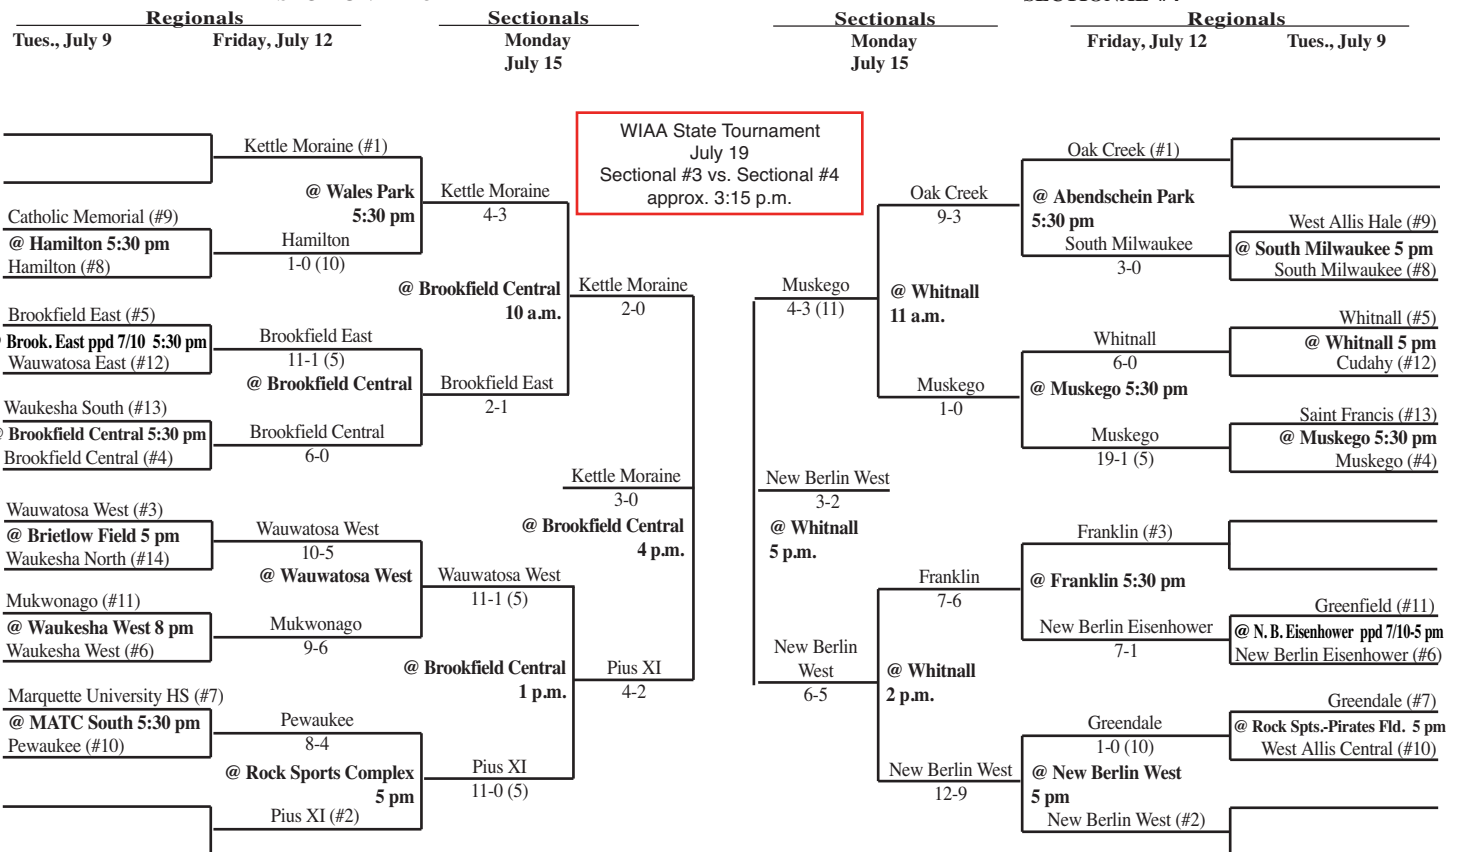 Regionals
Tues., July 9
Friday, July 12
Sectionals
Monday
July 15
Sectionals
Monday
July 15
Regionals
Friday, July 12
Tues., July 9
WIAA State Tournament
July 19
Sectional #3 vs. Sectional #4
approx. 3:15 p.m.
Catholic Memorial (#9)
@ Hamilton 5:30 pm
Hamilton (#8)
Brookfield East (#5)
Brook. East ppd 7/10 5:30 pm
Wauwatosa East (#12)
Waukesha South (#13)
@ Brookfield Central 5:30 pm
Brookfield Central (#4)
Wauwatosa West (#3)
@ Brietlow Field 5 pm
Waukesha North (#14)
Mukwonago (#11)
@ Waukesha West 8 pm
Waukesha West (#6)
Marquette University HS (#7)
@ MATC South 5:30 pm
Pewaukee (#10)
Kettle Moraine (#1)
@ Wales Park
5:30 pm
Hamilton
1-0 (10)
Brookfield East
11-1 (5)
@ Brookfield Central
Brookfield Central
6-0
Wauwatosa West
10-5
@ Wauwatosa West
Mukwonago
9-6
Pewaukee
8-4
@ Rock Sports Complex
5 pm
Pius XI (#2)
Kettle Moraine
4-3
@ Brookfield Central
10 a.m.
Brookfield East
2-1
Wauwatosa West
11-1 (5)
@ Brookfield Central
1 p.m.
Pius XI
11-0 (5)
Kettle Moraine
2-0
Kettle Moraine
3-0
@ Brookfield Central
4 p.m.
Pius XI
4-2
Muskego
4-3 (11)
New Berlin West
3-2
@ Whitnall
5 p.m.
New Berlin
West
6-5
Oak Creek
9-3
@ Whitnall
11 a.m.
Muskego
1-0
Franklin
7-6
@ Whitnall
2 p.m.
New Berlin West
12-9
Oak Creek (#1)
@ Abendschein Park
5:30 pm
South Milwaukee
3-0
Whitnall
6-0
@ Muskego 5:30 pm
Muskego
19-1 (5)
Franklin (#3)
@ Franklin 5:30 pm
New Berlin Eisenhower
7-1
Greendale
1-0 (10)
@ New Berlin West
5 pm
New Berlin West (#2)
West Allis Hale (#9)
@ South Milwaukee 5 pm
South Milwaukee (#8)
Whitnall (#5)
@ Whitnall 5 pm
Cudahy (#12)
Saint Francis (#13)
@ Muskego 5:30 pm
Muskego (#4)
Greenfield (#11)
@ N. B. Eisenhower ppd 7/10-5 pm
New Berlin Eisenhower (#6)
Greendale (#7)
@ Rock Spts.-Pirates Fld. 5 pm
West Allis Central (#10)